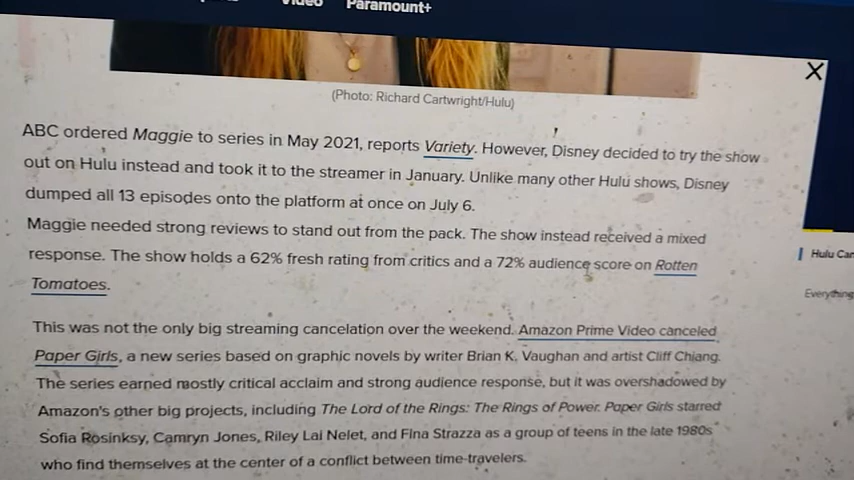 Video Paramount+
(Photo: Richard Cartwright/Hulu)
ABC ordered Maggie to series in May 2021, reports Variety. However, Disney decided to try the show
out on Hulu instead and took it to the streamer in January. Unlike many other Hulu shows, Disney
dumped all 13 episodes onto the platform at once on July 6.
Maggie needed strong reviews to stand out from the pack. The show instead received a mixed
response. The show holds a 62% fresh rating from critics and a 72% audience score on Rotten
Tomatoes.
This was not the only big streaming cancelation over the weekend. Amazon Prime Video canceled
Paper Girls, a new series based on graphic novels by writer Brian K. Vaughan and artist Cliff Chiang.
The series earned mostly critical acclaim and strong audience response, but it was overshadowed by
Amazon's other big projects, including The Lord of the Rings: The Rings of Power. Paper Girls starred
Sofia Rosinksy, Camryn Jones, Riley Lai Nelet, and Fina Strazza as a group of teens in the late 1980s
who find themselves at the center of a conflict between time-travelers.
Hulu Can
Everything